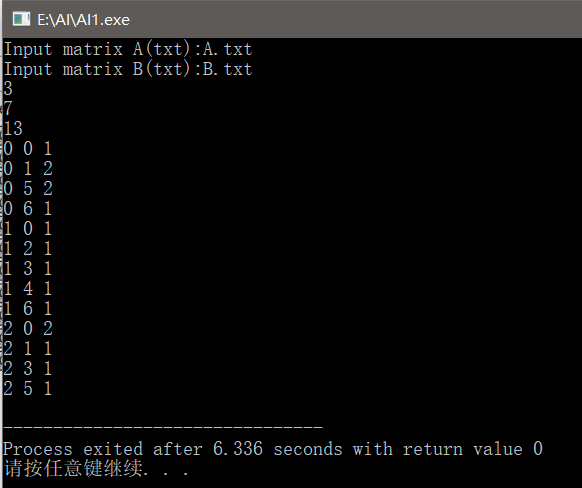 E:\AI\AI1.exe
Input matrix A(txt):A.txt
Input matrix B(txt):B.txt
3
7
13
0 0 1
0 1 2
0 5 2
0 6 1
1 0 1
1 2 1
1 3 1
1 4 1
1 6 1
2 0 2
2 1 1
2 3 1
2 5 1
--------------------------------
Process exited after 6.336 seconds with return value 0
请按任意键继续. . .